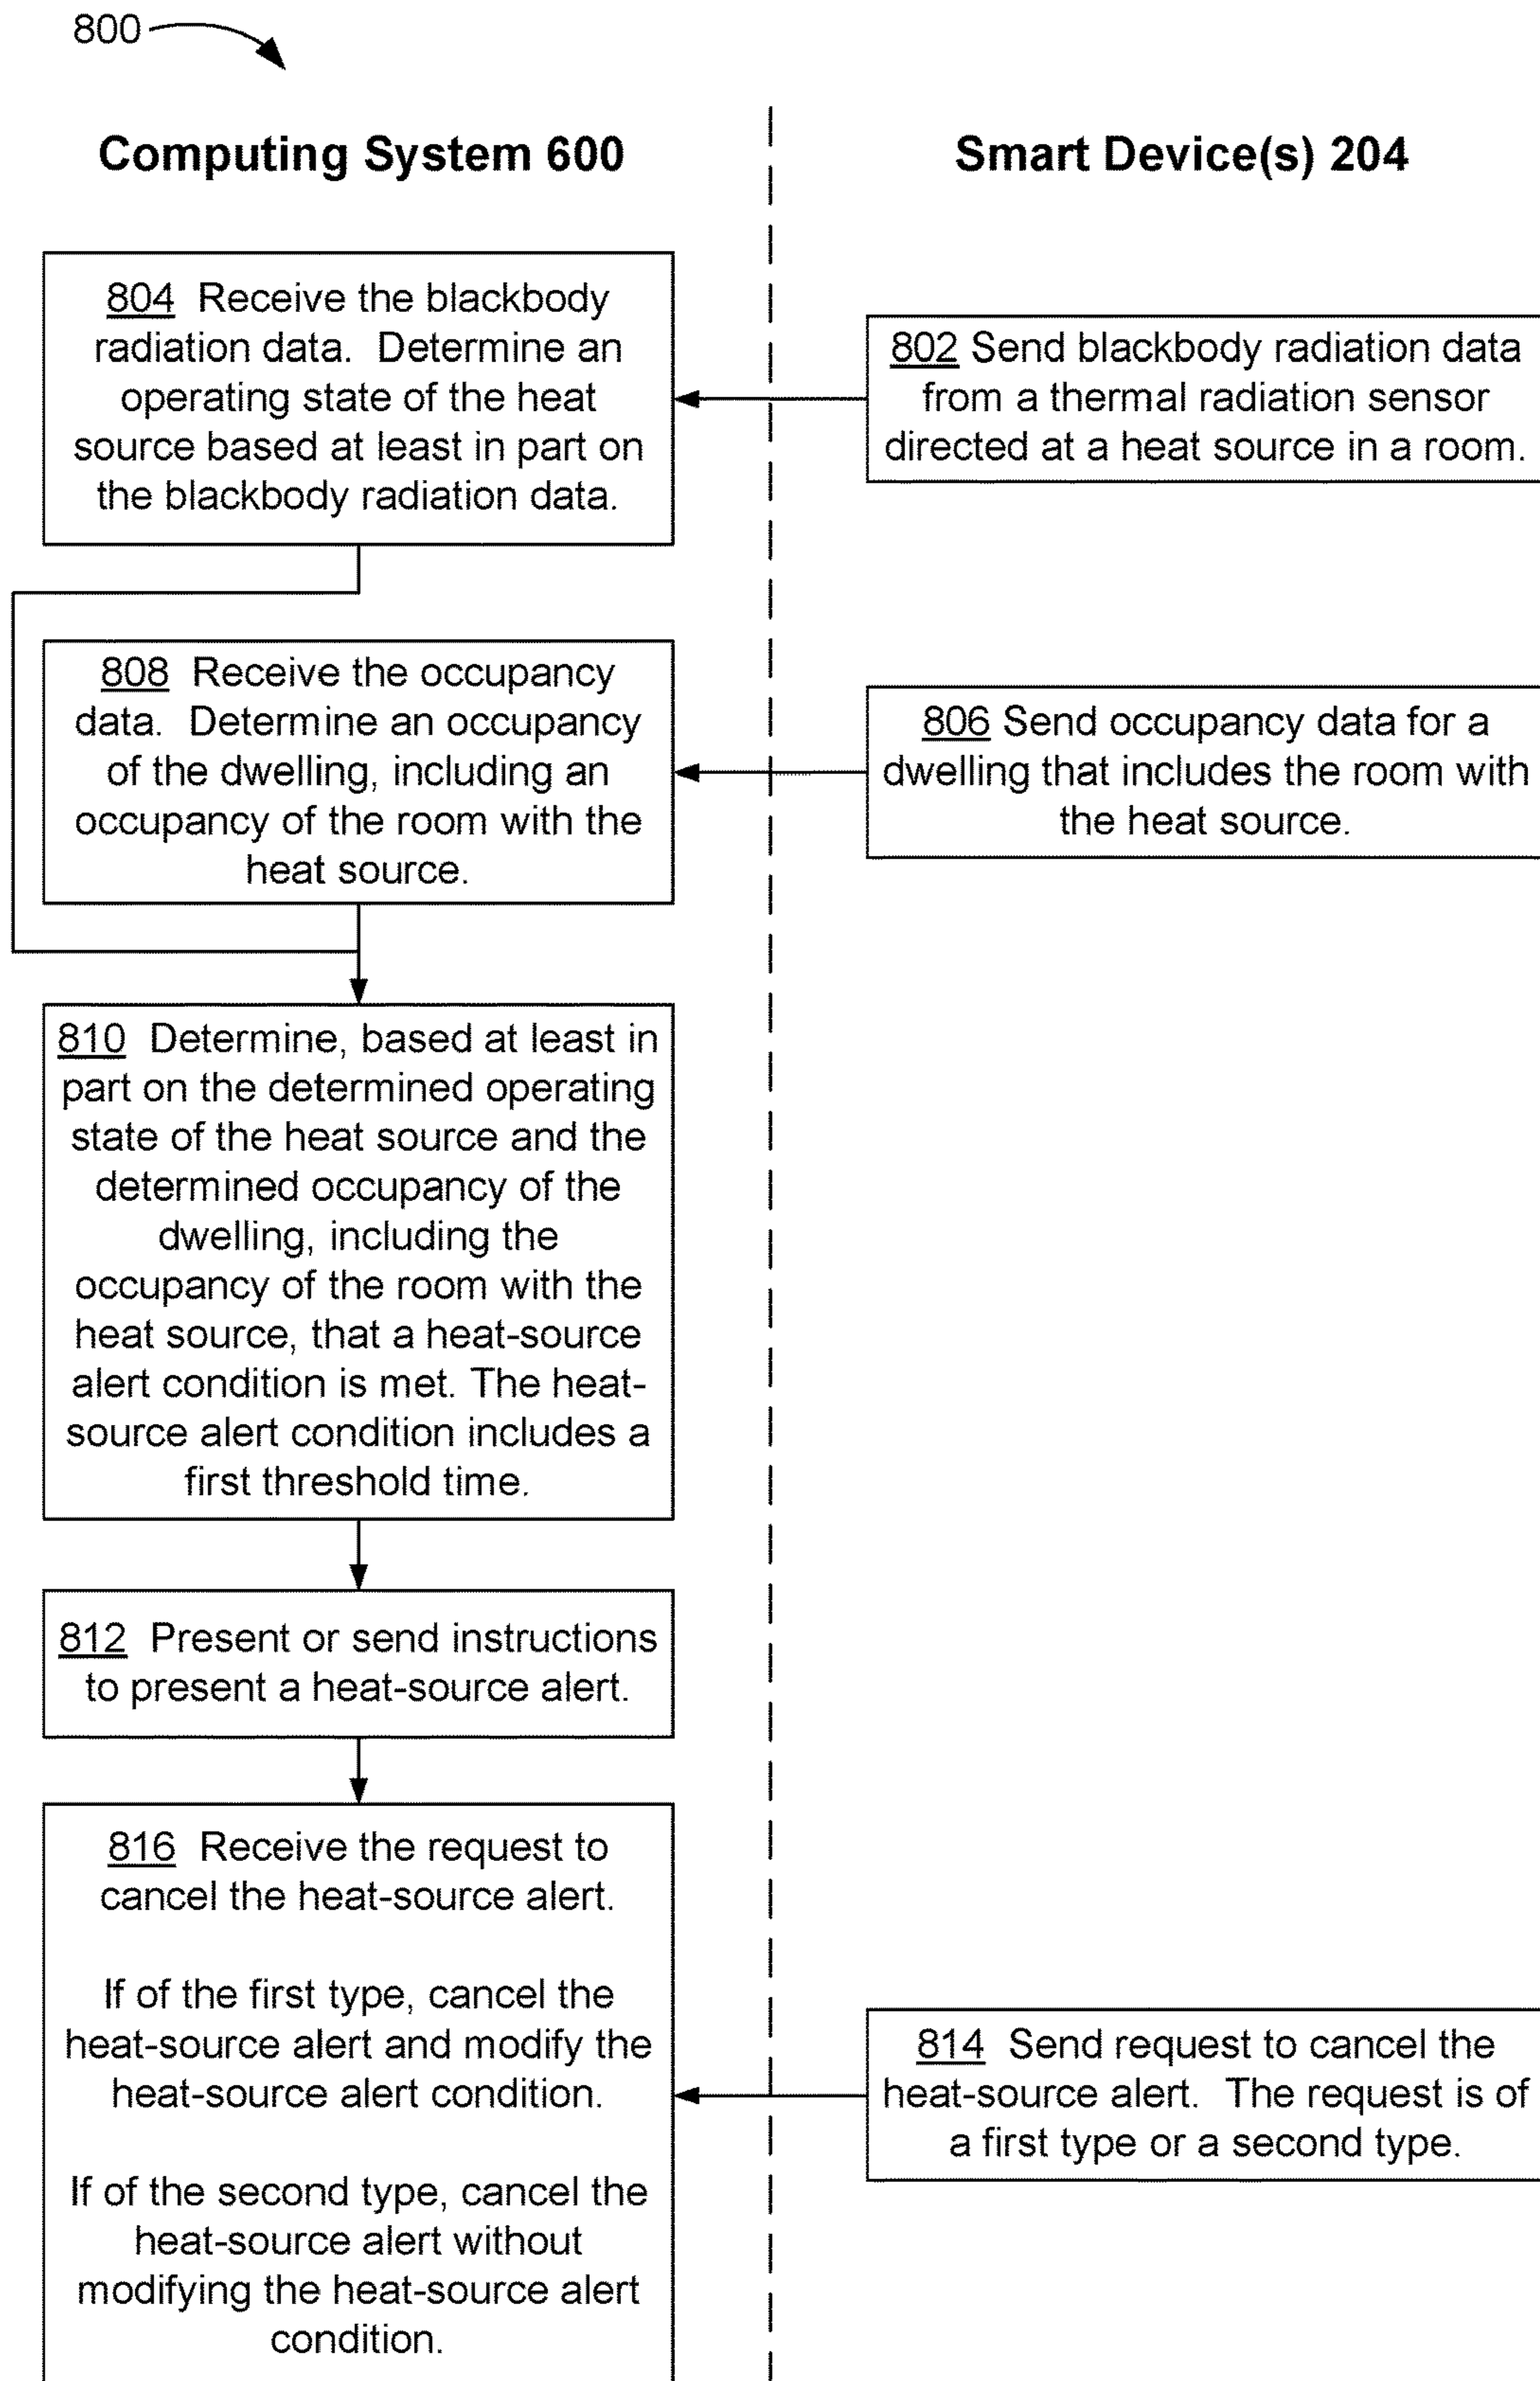 800
Computing System 600
Smart Device(s) 204
804 Receive the blackbody
radiation data. Determine an
operating state of the heat
source based at least in part on
the blackbody radiation data.
802 Send blackbody radiation data
from a thermal radiation sensor
directed at a heat source in a room.
808 Receive the occupancy
data. Determine an occupancy
of the dwelling, including an
occupancy of the room with the
heat source.
806 Send occupancy data for a
dwelling that includes the room with
the heat source.
810 Determine, based at least in
part on the determined operating
state of the heat source and the
determined occupancy of the
dwelling, including the
occupancy of the room with the
heat source, that a heat-source
alert condition is met. The heat-
source alert condition includes a
first threshold time.
812 Present or send instructions
to present a heat-source alert.
816 Receive the request to
cancel the heat-source alert.
If of the first type, cancel the
heat-source alert and modify the
heat-source alert condition.
If of the second type, cancel the
heat-source alert without
modifying the heat-source alert
condition.
814 Send request to cancel the
heat-source alert. The request is of
a first type or a second type.